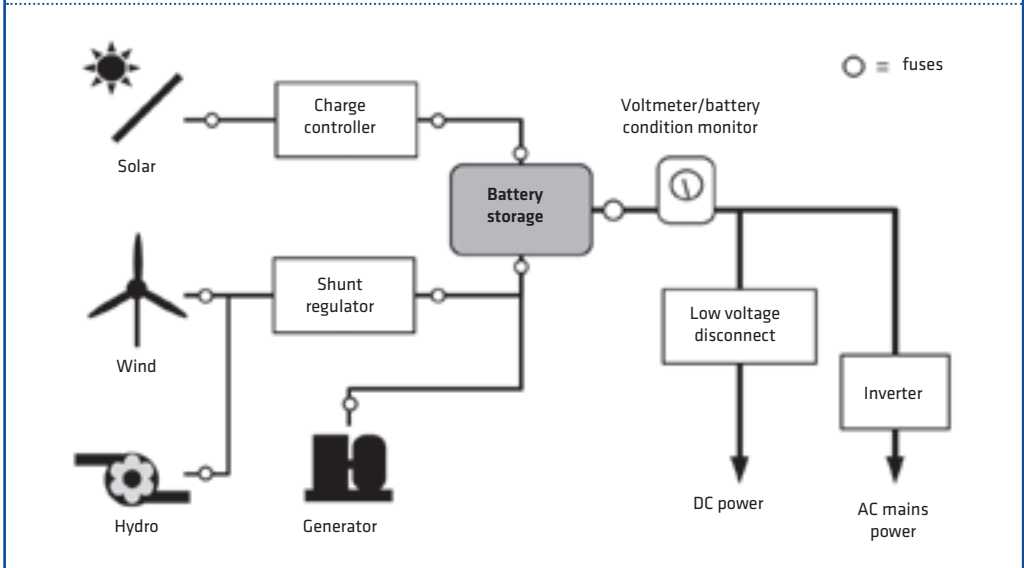 = fuses
Charge
controller
Voltmeter/battery
condition monitor
Solar
Battery
storage
Shunt
regulator
Low voltage
disconnect
Wind
Inverter
DC power
AC mains
power
Hydro
Generator